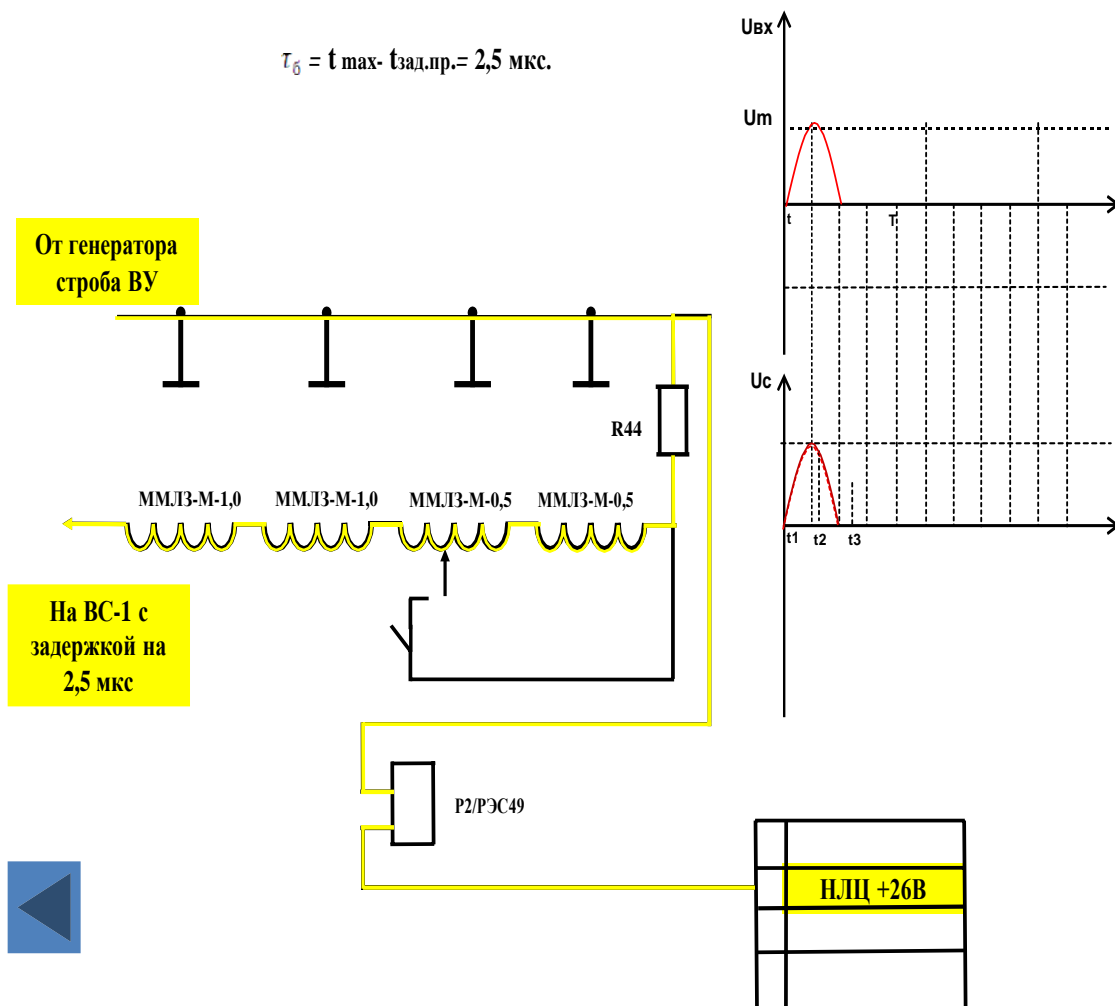 τб = t max- tзад.пр.= 2,5 мкс.
Uвх
Um
t
T
От генератора
строба ВУ
Uc
R44
ММЛЗ-М-1,0
ММЛЗ-М-1,0
ММЛЗ-М-0,5
ММЛЗ-М-0,5
t1
t2
t3
На ВС-1 с
задержкой на
2,5 мкс
Р2/РЭС49
НЛЦ +26В